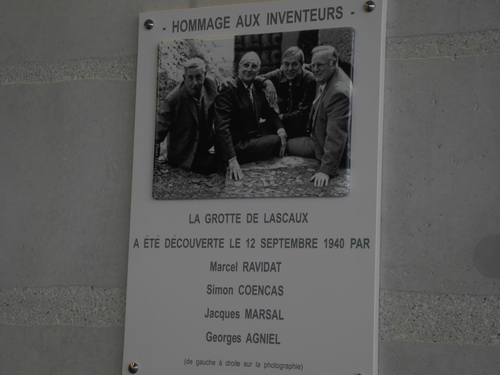 - HOMMAGE AUX INVENTEURS -
LA GROTTE DE LASCAUX
A ÉTÉ DÉCOUVERTE LE 12 SEPTEMBRE 1940 PAR
Marcel RAVIDAT
Simon COENCAS
Jacques MARSAL
Georges AGNIEL
(de gauche à droite sur la photographie)